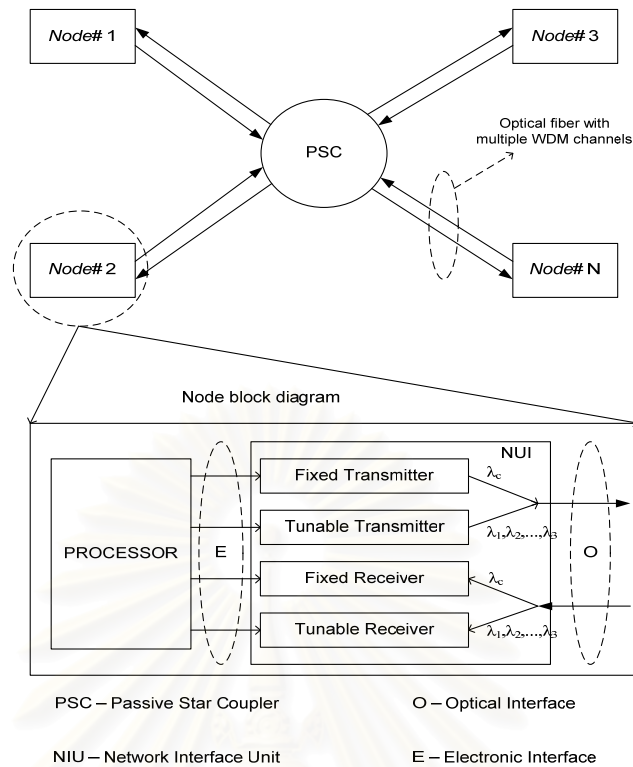 Node# 1
Node# 3
PSC
Optical fiber with
multiple WDM channels
Node# 2
Node# N
Node block diagram
NUI
PROCESSOR
E
Fixed Transmitter
λc
Tunable Transmitter
λ1,λ2,...,λ3
Fixed Receiver
λc
Tunable Receiver
λ1,λ2,...,λ3
O
PSC – Passive Star Coupler
O – Optical Interface
NIU – Network Interface Unit
E – Electronic Interface